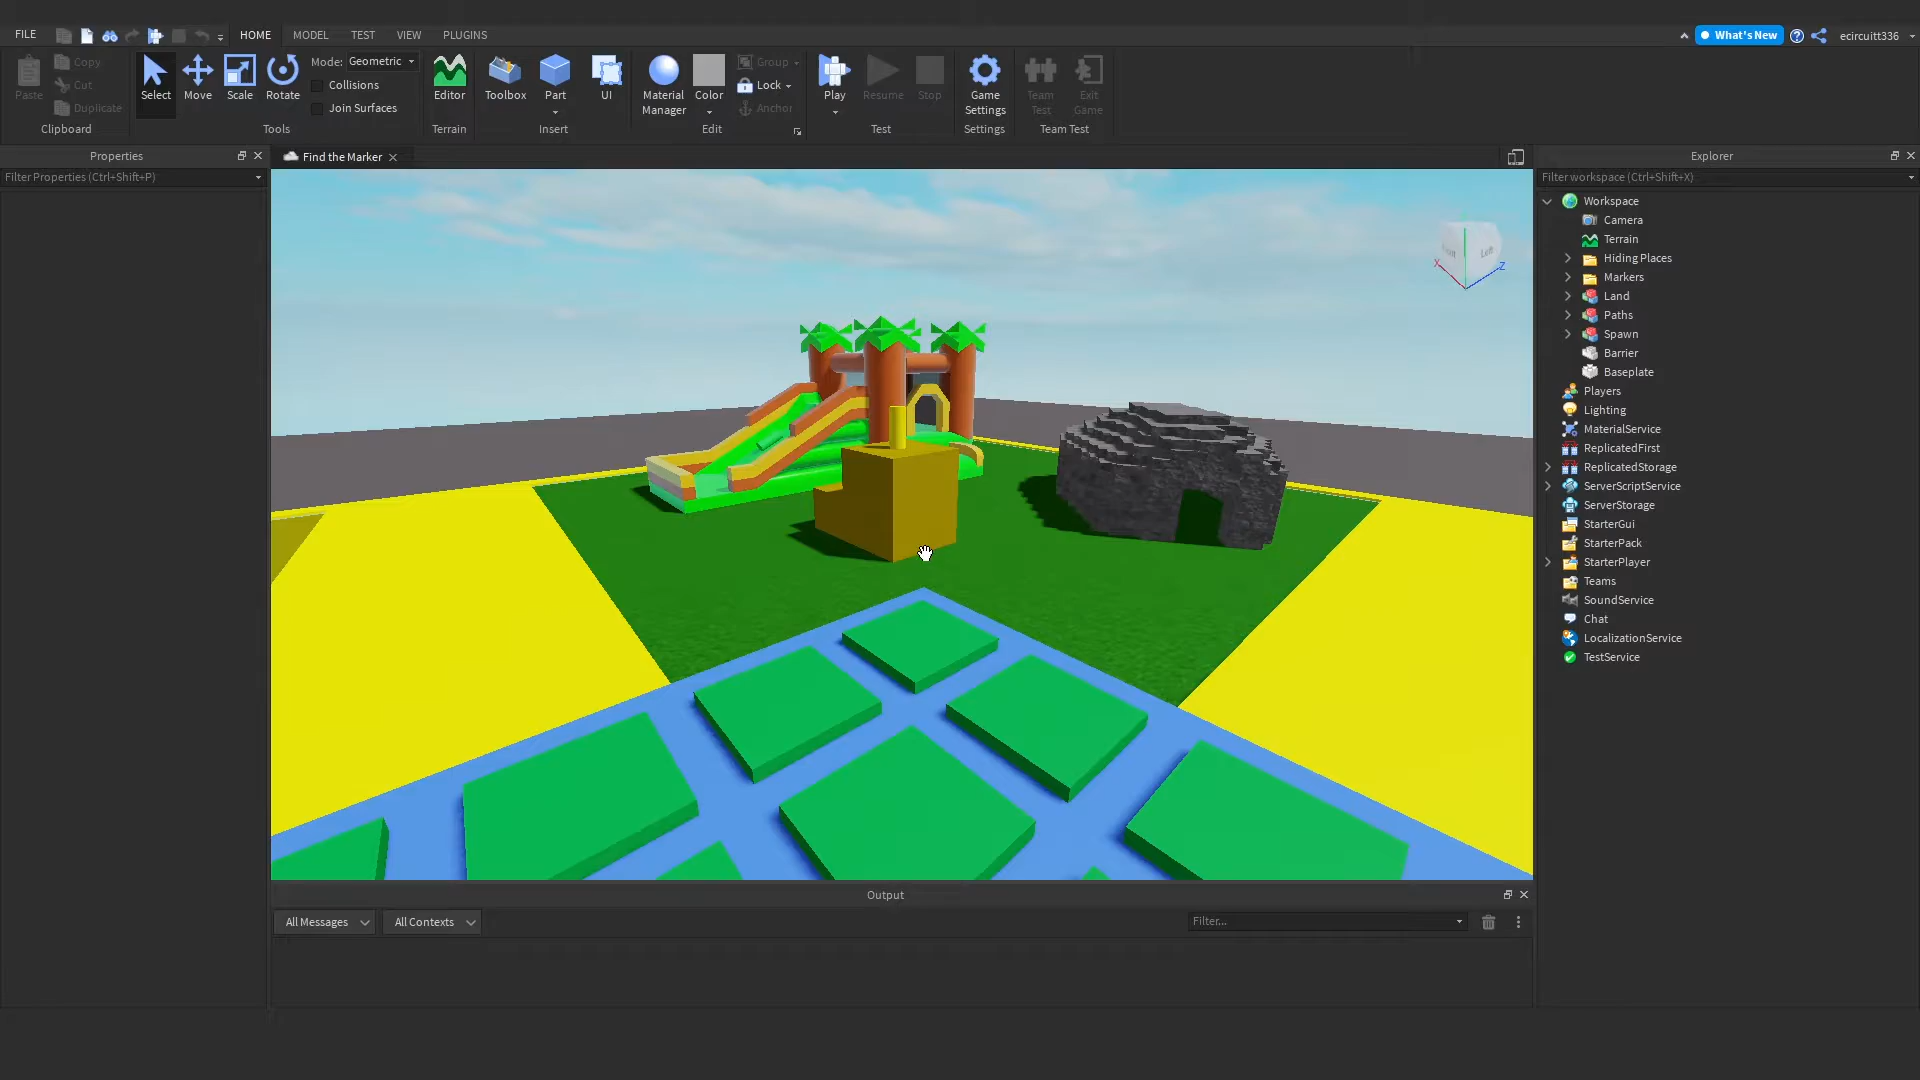 FILE HOME MODEL TEST VIEW PLUGINS What's New ecircuitt336
Paste Copy Cut Duplicate Clipboard
Select Move Scale Rotate Mode: Geometric Collisions Join Surfaces Tools
Editor Terrain
Toolbox Part UI Insert
Material Manager Color Group Lock Anchor Edit
Play Resume Stop Test
Game Settings Settings
Team Test Exit Game Team Test
Properties
Filter Properties (Ctrl+Shift+P)
Find the Marker
Left
X
Z
Output
All Messages All Contexts Filter...
Explorer
Filter workspace (Ctrl+Shift+X)
Workspace
Camera
Terrain
Hiding Places
Markers
Land
Paths
Spawn
Barrier
Baseplate
Players
Lighting
MaterialService
ReplicatedFirst
ReplicatedStorage
ServerScriptService
ServerStorage
StarterGui
StarterPack
StarterPlayer
Teams
SoundService
Chat
LocalizationService
TestService